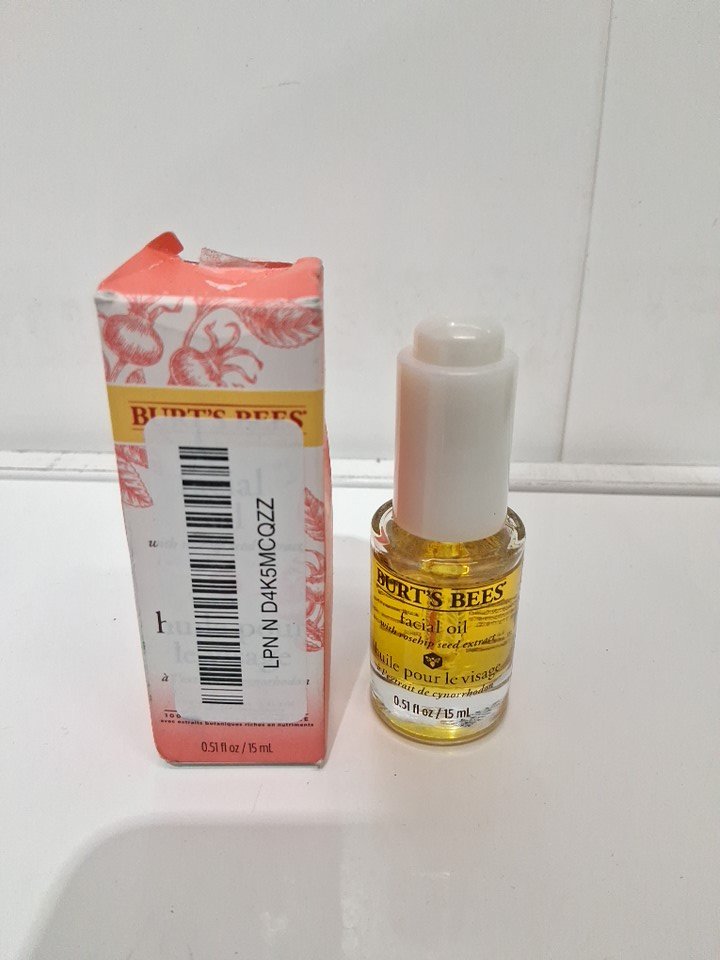 BURT'S BEES
LPN N D4K5MCQZZ
0.51 fl oz / 15 mL
BURT'S BEES
facial oil
with rosehip seed extract
huile pour le visage
à l'extrait de cynorrhodon
0.51 fl oz / 15 mL
avec extraits botaniques riches en nutriments